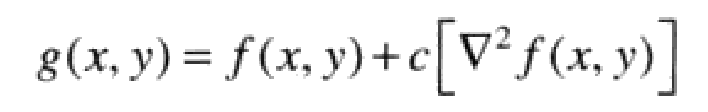 g(x, y) = f(x, y) + c[∇²f(x, y)]